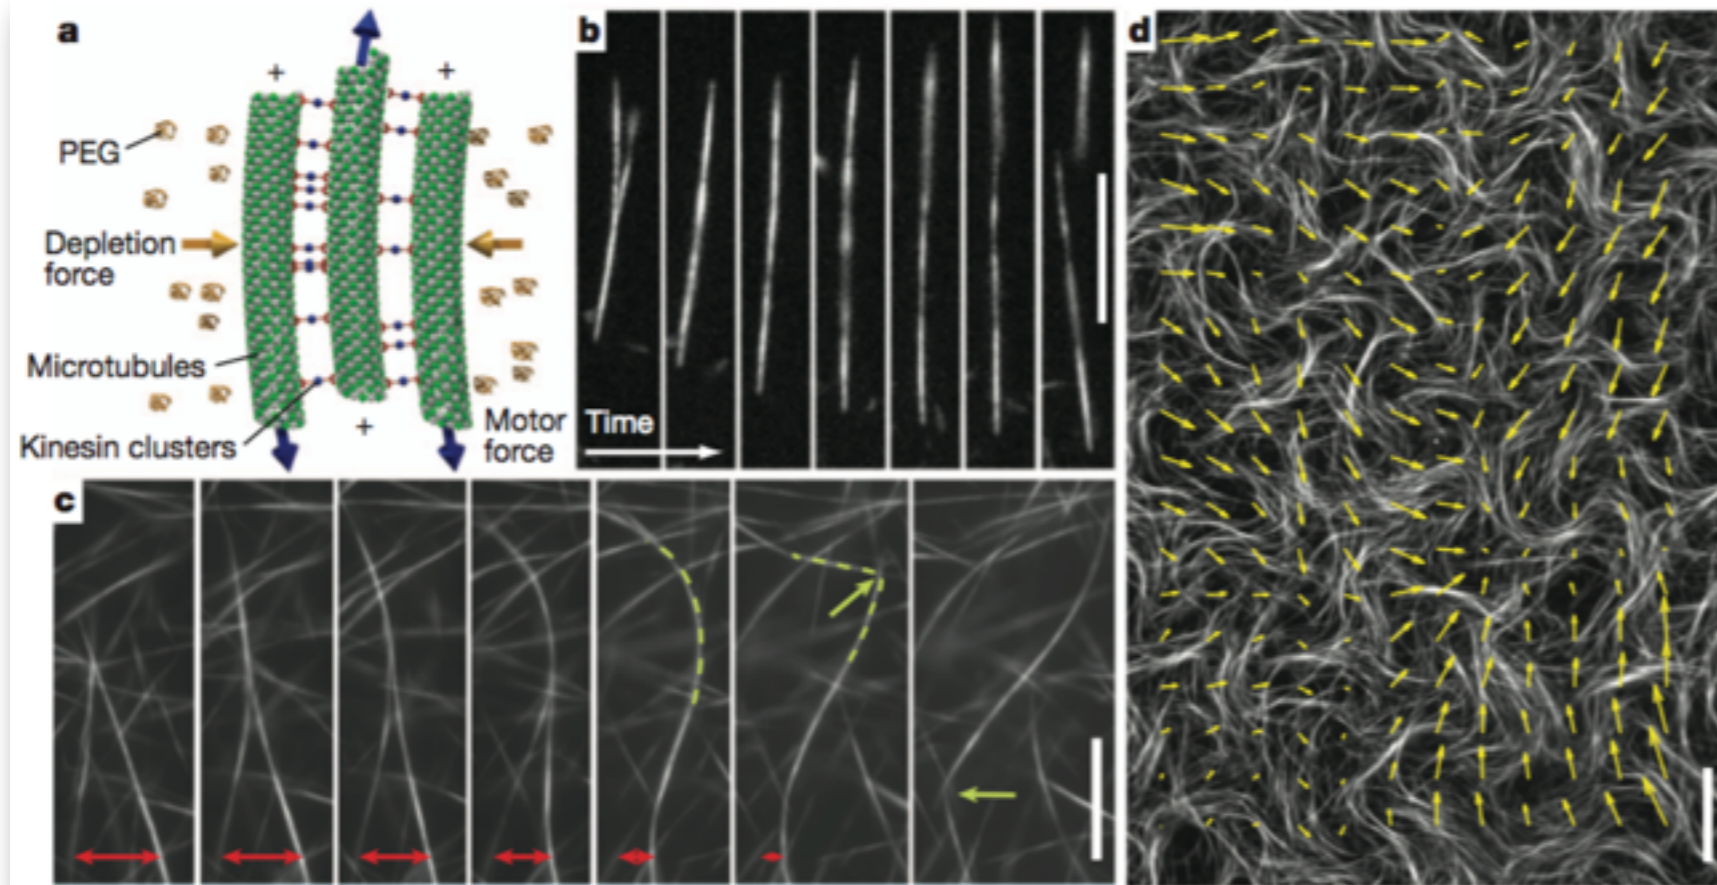 a
+
+
PEG
Depletion
force
Microtubules
Kinesin clusters
+
Motor
force
b
Time
c
d